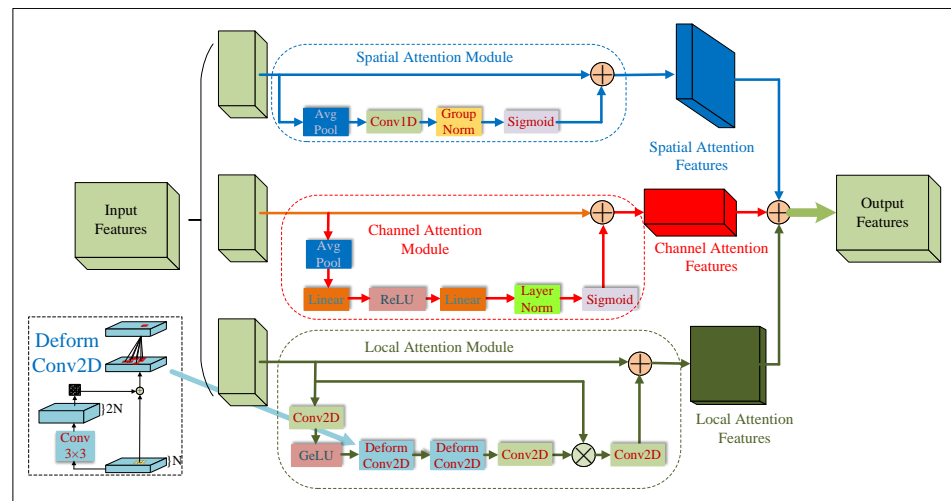 Spatial Attention Module
Avg
Pool
Conv1D
Group
Norm
Sigmoid
Spatial Attention
Features
Input
Features
Channel Attention
Module
Avg
Pool
Linear
ReLU
Linear
Layer
Norm
Sigmoid
Channel Attention
Features
Output
Features
Deform
Conv2D
}2N
Conv
3×3
}N
Local Attention Module
Conv2D
GeLU
Deform
Conv2D
Deform
Conv2D
Conv2D
Conv2D
Local Attention
Features